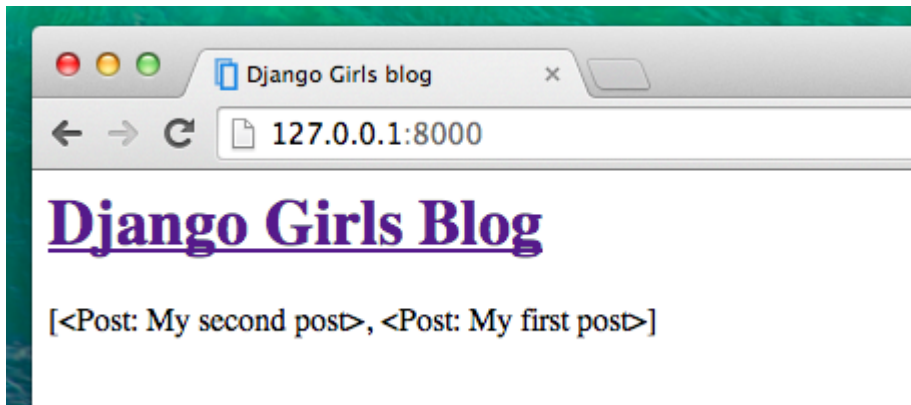 Django Girls blog
127.0.0.1:8000
Django Girls Blog
[<Post: My second post>, <Post: My first post>]